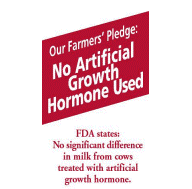 Our Farmers' Pledge:
No Artificial
Growth
Hormone Used
FDA states:
No significant difference
in milk from cows
treated with artificial
growth hormone.